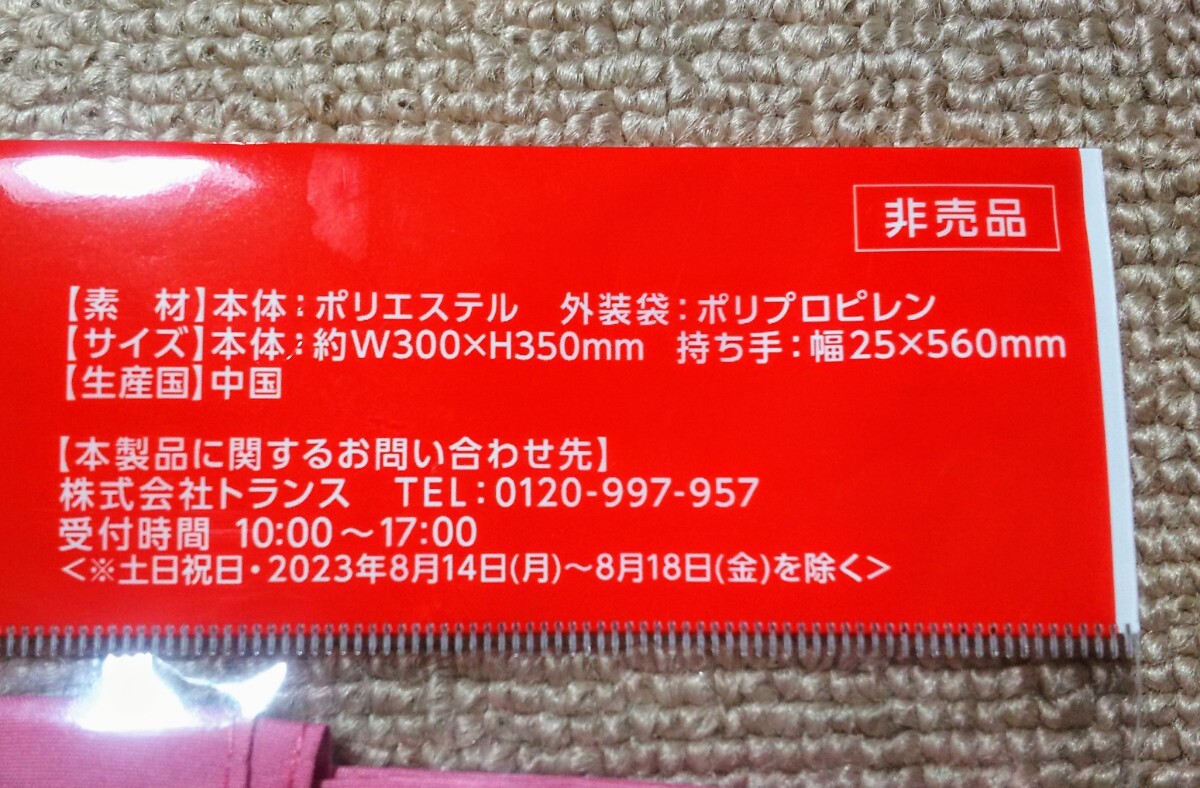 非売品
【素　材】本体：ポリエステル　外装袋：ポリプロピレン
【サイズ】本体：約W300×H350mm　持ち手：幅25×560mm
【生産国】中国
【本製品に関するお問い合わせ先】
株式会社トランス　TEL：0120-997-957
受付時間　10:00～17:00
＜※土日祝日・2023年8月14日(月)～8月18日(金)を除く＞